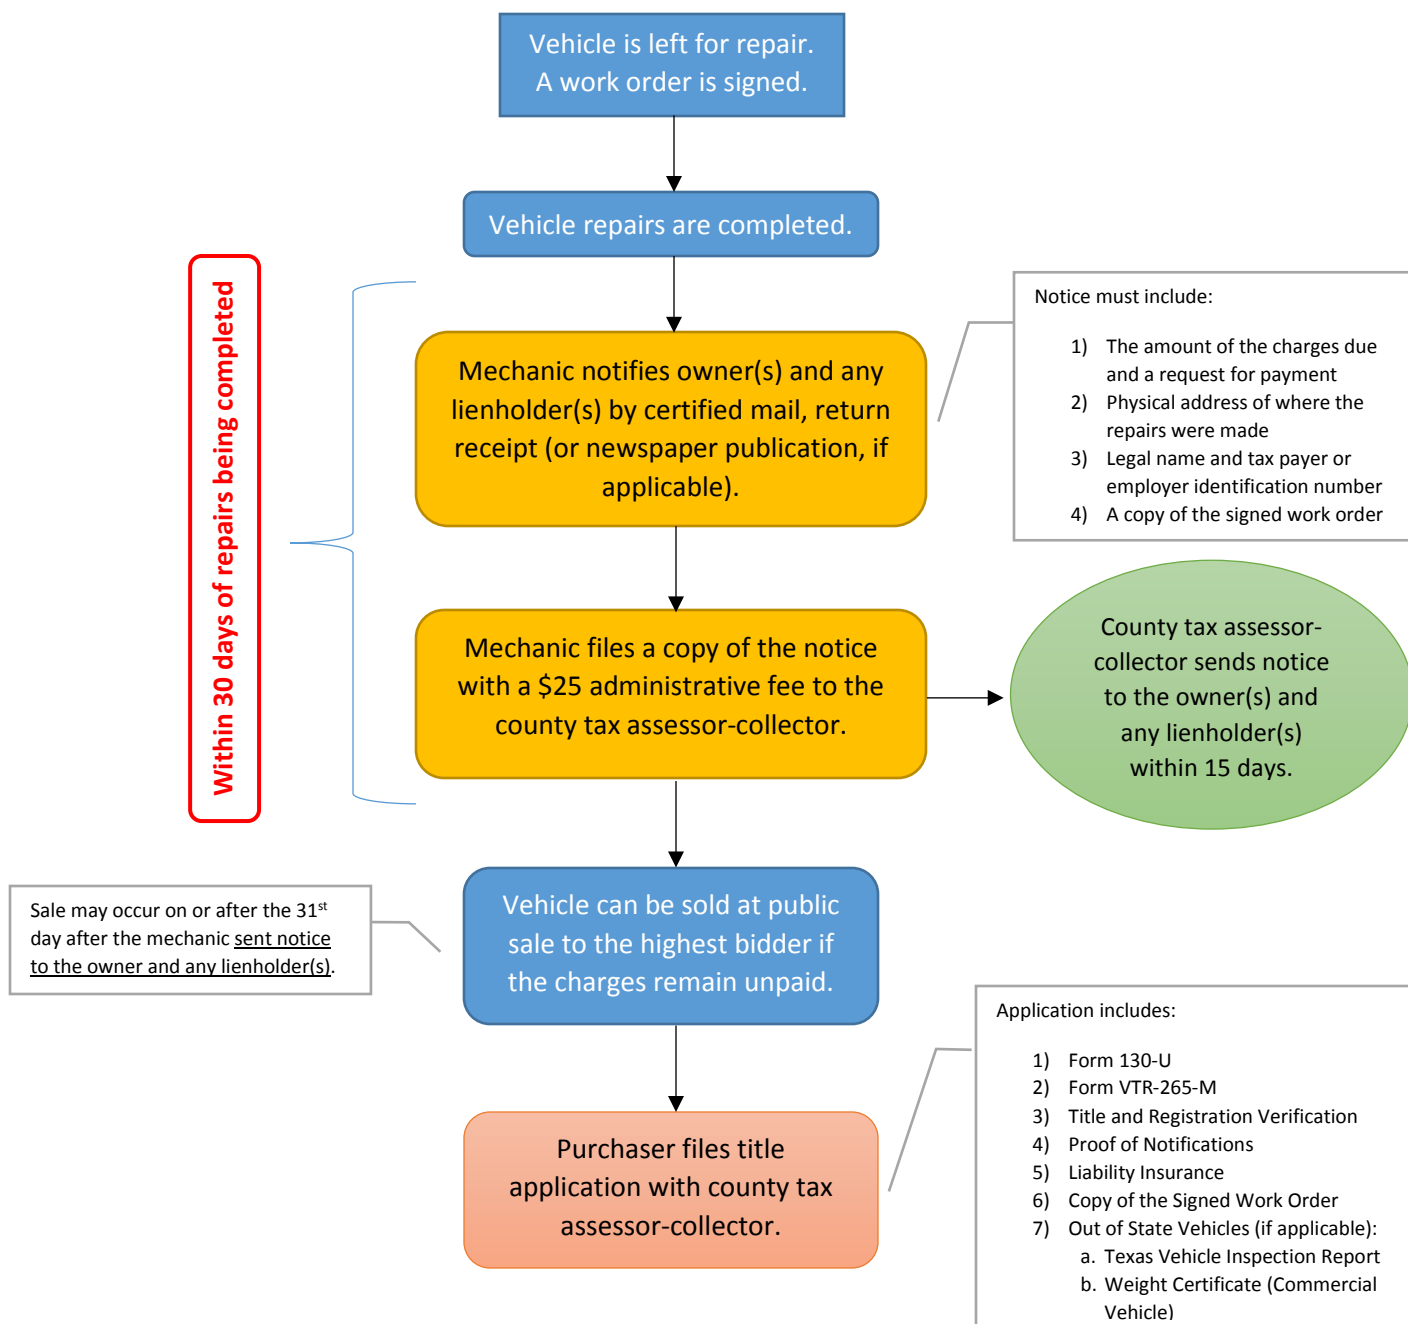 Vehicle is left for repair.
A work order is signed.
Vehicle repairs are completed.
Within 30 days of repairs being completed
Mechanic notifies owner(s) and any
lienholder(s) by certified mail, return
receipt (or newspaper publication, if
applicable).
Notice must include:
1) The amount of the charges due
and a request for payment
2) Physical address of where the
repairs were made
3) Legal name and tax payer or
employer identification number
4) A copy of the signed work order
Mechanic files a copy of the notice
with a $25 administrative fee to the
county tax assessor-collector.
County tax assessor-
collector sends notice
to the owner(s) and
any lienholder(s)
within 15 days.
Vehicle can be sold at public
sale to the highest bidder if
the charges remain unpaid.
Sale may occur on or after the 31st
day after the mechanic sent notice
to the owner and any lienholder(s).
Purchaser files title
application with county tax
assessor-collector.
Application includes:
1) Form 130-U
2) Form VTR-265-M
3) Title and Registration Verification
4) Proof of Notifications
5) Liability Insurance
6) Copy of the Signed Work Order
7) Out of State Vehicles (if applicable):
a. Texas Vehicle Inspection Report
b. Weight Certificate (Commercial
Vehicle)